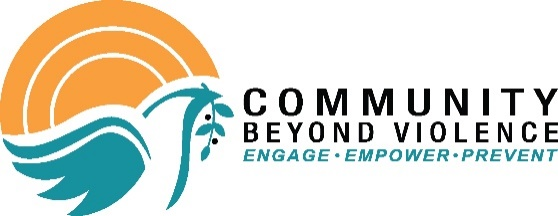 COMMUNITY
BEYOND VIOLENCE
ENGAGE • EMPOWER • PREVENT